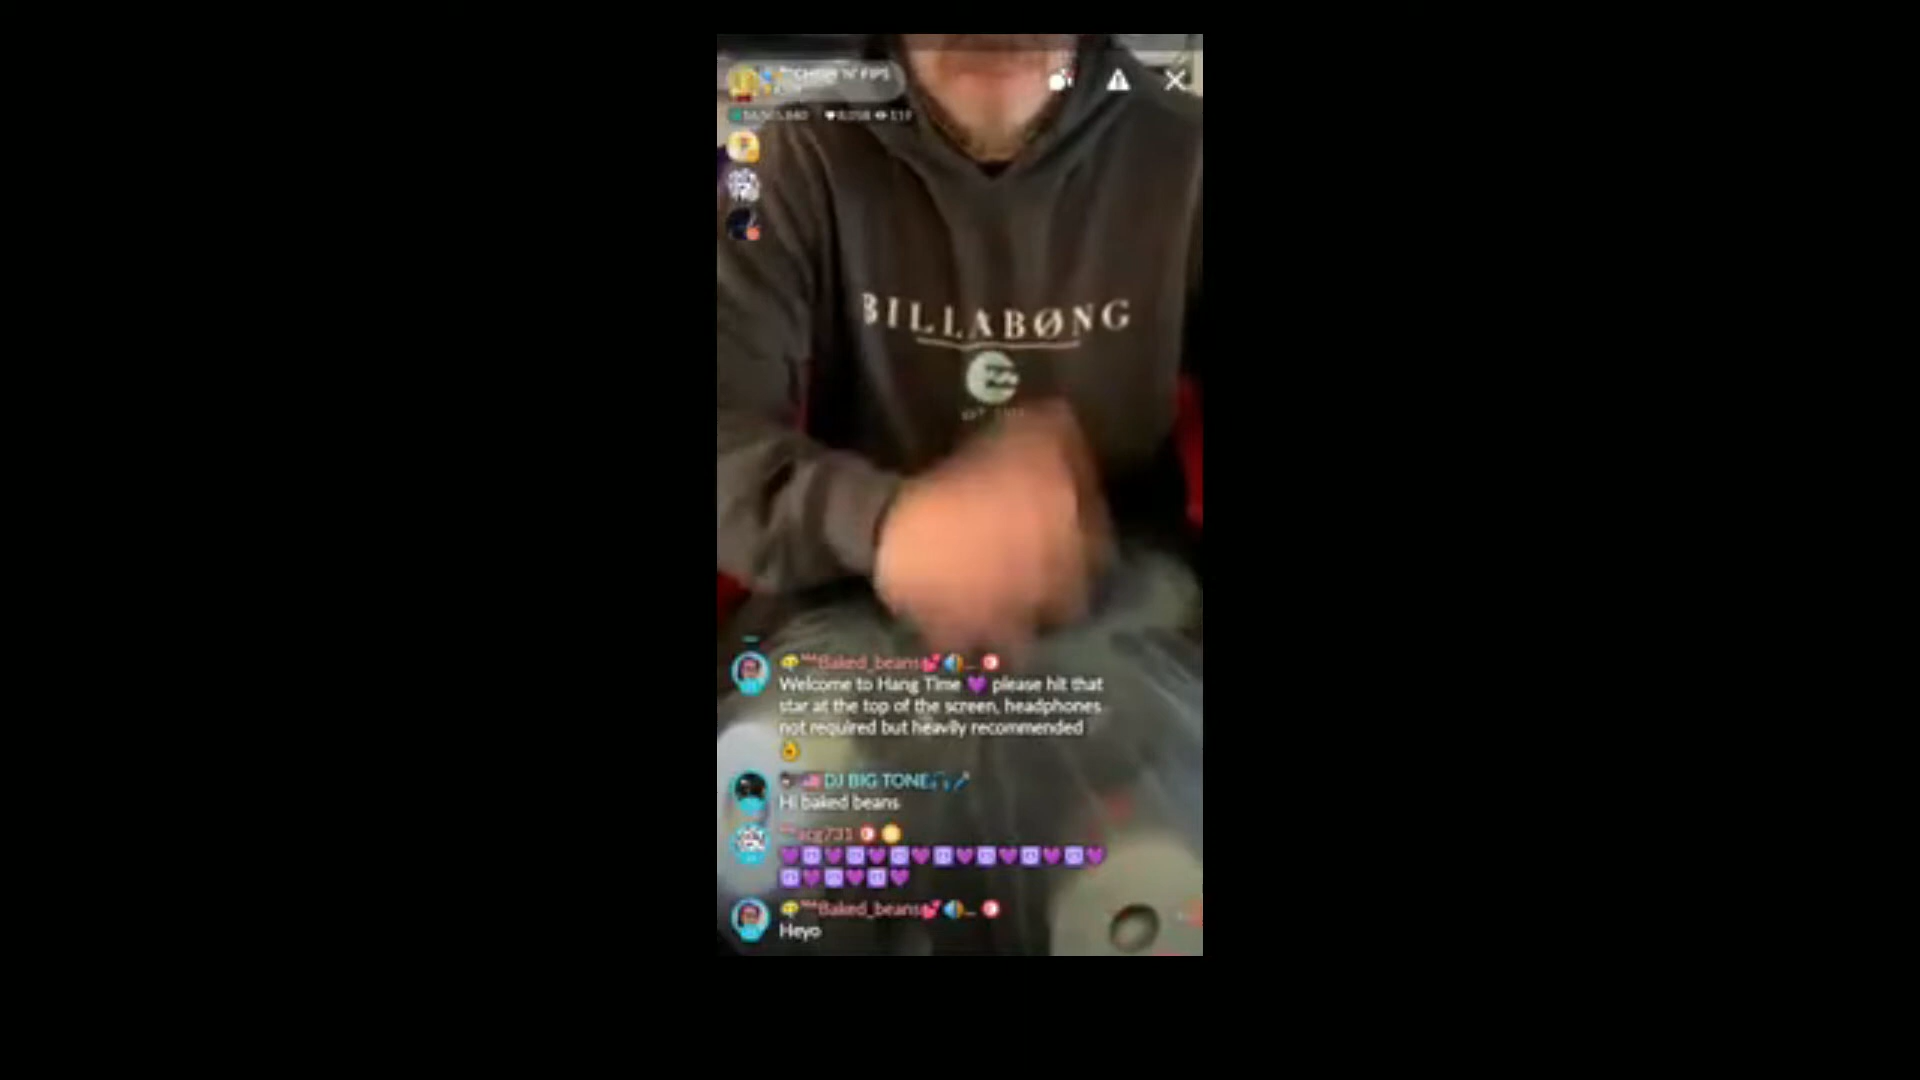 BILLABØNG
Baked_beans
Welcome to Hang Time 💜 please hit that
star at the top of the screen, headphones
not required but heavily recommended
👌
DJ BIG TONE
Hi baked beans
Baked_beans
Heyo